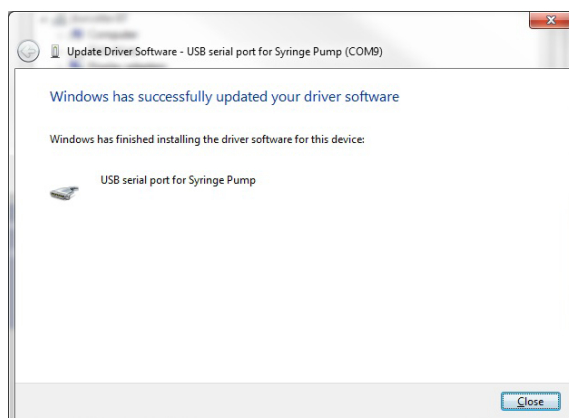 Computer
Update Driver Software - USB serial port for Syringe Pump (COM9)
Windows has successfully updated your driver software
Windows has finished installing the driver software for this device:
USB serial port for Syringe Pump
Close